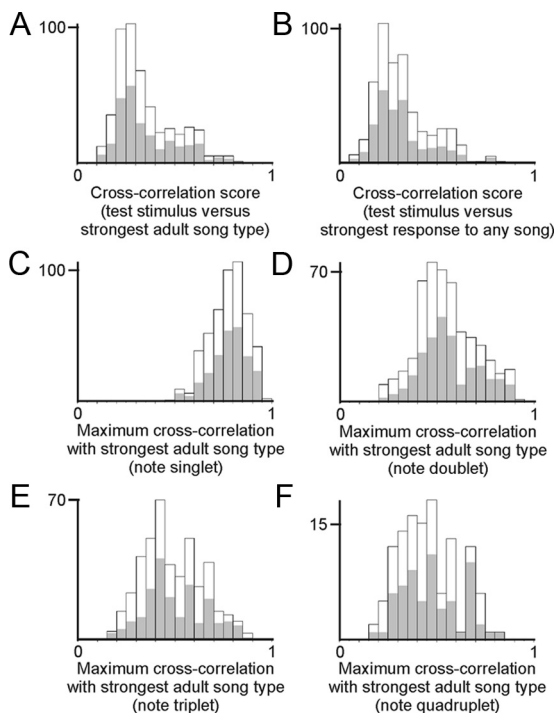 A
B
100
100
0
1
0
1
Cross-correlation score
(test stimulus versus
strongest adult song type)
Cross-correlation score
(test stimulus versus
strongest response to any song)
C
D
100
70
0
1
0
1
Maximum cross-correlation
with strongest adult song type
(note singlet)
Maximum cross-correlation
with strongest adult song type
(note doublet)
E
F
70
15
0
1
0
1
Maximum cross-correlation
with strongest adult song type
(note triplet)
Maximum cross-correlation
with strongest adult song type
(note quadruplet)